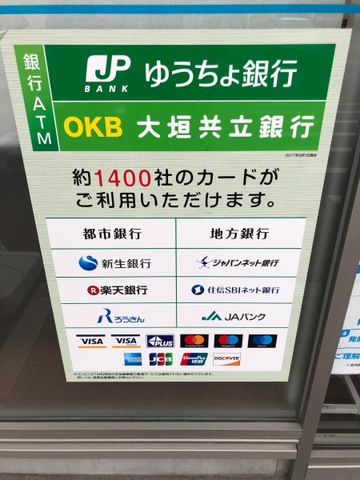 銀行ATM
JP
BANK
ゆうちょ銀行
OKB 大垣共立銀行
約1400社のカードが
ご利用いただけます。
都市銀行 地方銀行
新生銀行 ジャパンネット銀行
楽天銀行 住信SBIネット銀行
ろうきん JAバンク
VISA VISA PLUS
JCB UnionPay 银联 DISCOVER